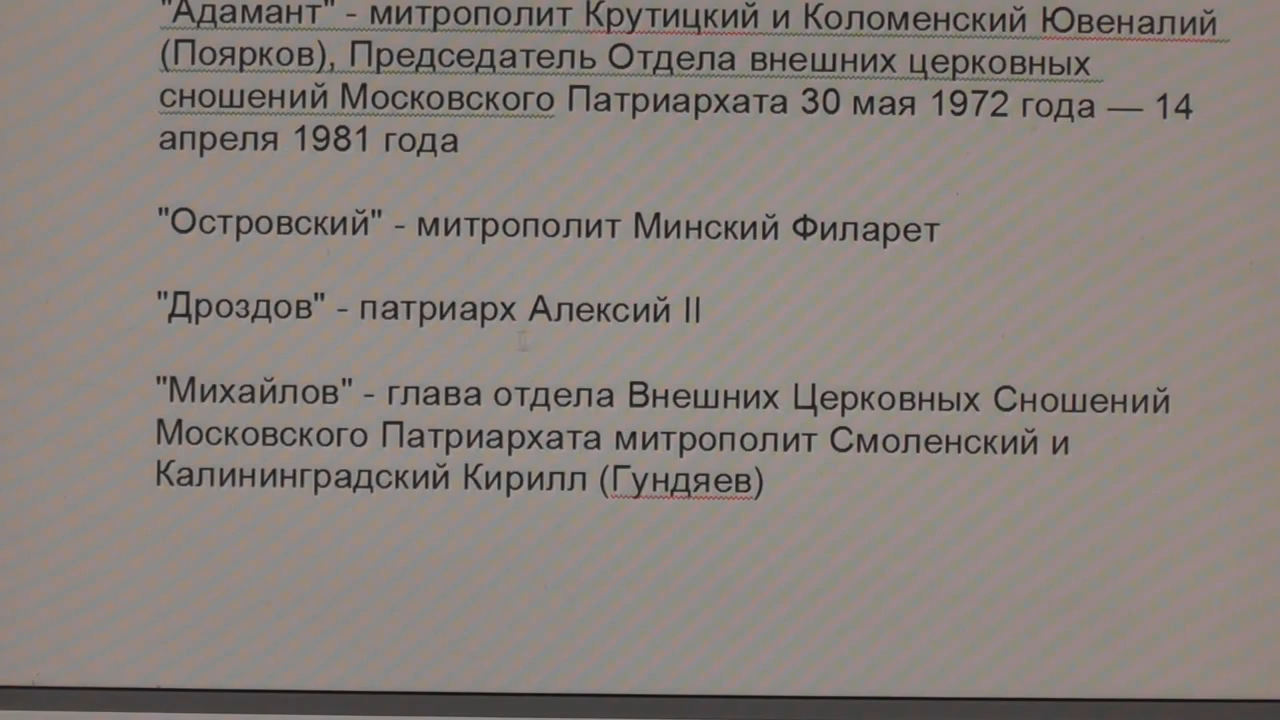 "Адамант" - митрополит Крутицкий и Коломенский Ювеналий
(Поярков), Председатель Отдела внешних церковных
сношений Московского Патриархата 30 мая 1972 года — 14
апреля 1981 года
"Островский" - митрополит Минский Филарет
"Дроздов" - патриарх Алексий II
"Михайлов" - глава отдела Внешних Церковных Сношений
Московского Патриархата митрополит Смоленский и
Калининградский Кирилл (Гундяев)